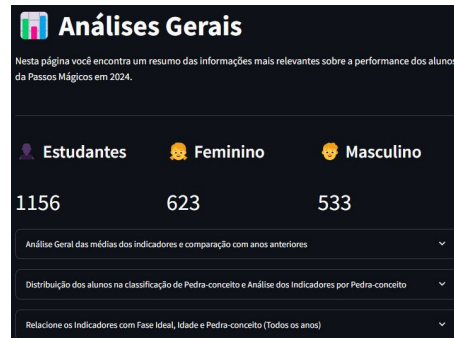 Análises Gerais
Nesta página você encontra um resumo das informações mais relevantes sobre a performance dos alunos
da Passos Mágicos em 2024.
Estudantes Feminino Masculino
1156 623 533
Análise Geral das médias dos indicadores e comparação com anos anteriores
Distribuição dos alunos na classificação de Pedra-conceito e Análise dos Indicadores por Pedra-conceito
Relacione os Indicadores com Fase Ideal, Idade e Pedra-conceito (Todos os anos)